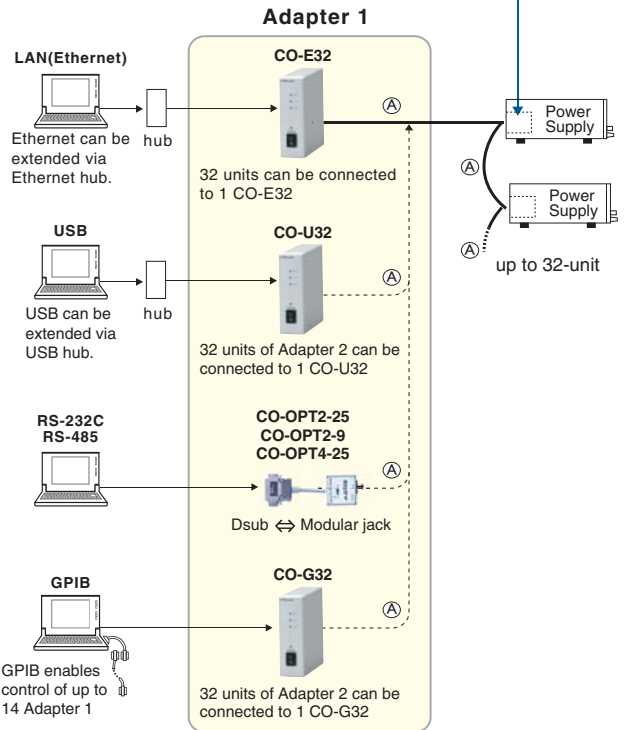 Adapter 1
LAN(Ethernet)
Ethernet can be
extended via
Ethernet hub.
hub
CO-E32
32 units can be connected
to 1 CO-E32
A
Power
Supply
A
Power
Supply
A
up to 32-unit
USB
USB can be
extended via
USB hub.
hub
CO-U32
32 units of Adapter 2 can be
connected to 1 CO-U32
A
RS-232C
RS-485
CO-OPT2-25
CO-OPT2-9
CO-OPT4-25
Dsub ⇔ Modular jack
A
GPIB
GPIB enables
control of up to
14 Adapter 1
CO-G32
32 units of Adapter 2 can be
connected to 1 CO-G32
A